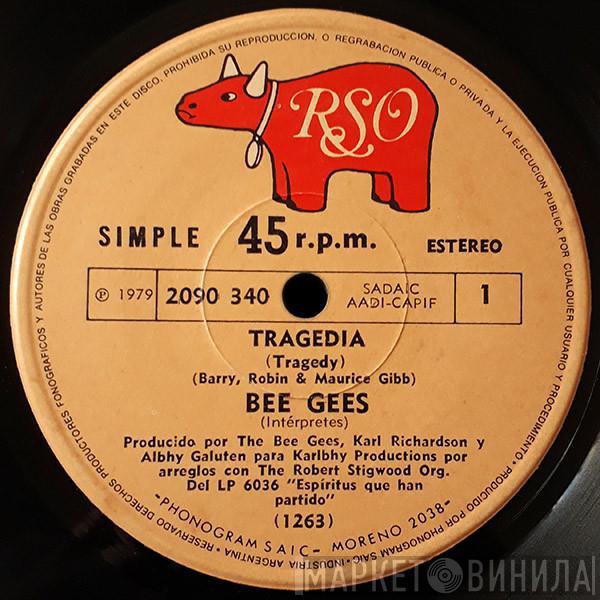 RESERVADO DERECHOS PRODUCTORES FONOGRAFICOS Y AUTORES DE LAS OBRAS GRABADAS EN ESTE DISCO. PROHIBIDA SU REPRODUCCION, O REGRABACION PUBLICA O PRIVADA Y LA EJECUCION PUBLICA POR CUALQUIER USUARIO Y PROCEDIMIENTO • PRODUCIDO POR PHONOGRAM SAIC • INDUSTRIA ARGENTINA •
RSO
SIMPLE 45 r.p.m. ESTEREO
Ⓟ 1979 2090 340 SADAIC AADI-CAPIF 1
TRAGEDIA
(Tragedy)
(Barry, Robin & Maurice Gibb)
BEE GEES
(Intérpretes)
Producido por The Bee Gees, Karl Richardson y
Albhy Galuten para Karlbhy Productions por
arreglos con The Robert Stigwood Org.
Del LP 6036 "Espíritus que han
partido"
(1263)
-PHONOGRAM SAIC- MORENO 2038-
МАРКЕТ ВИНИЛА